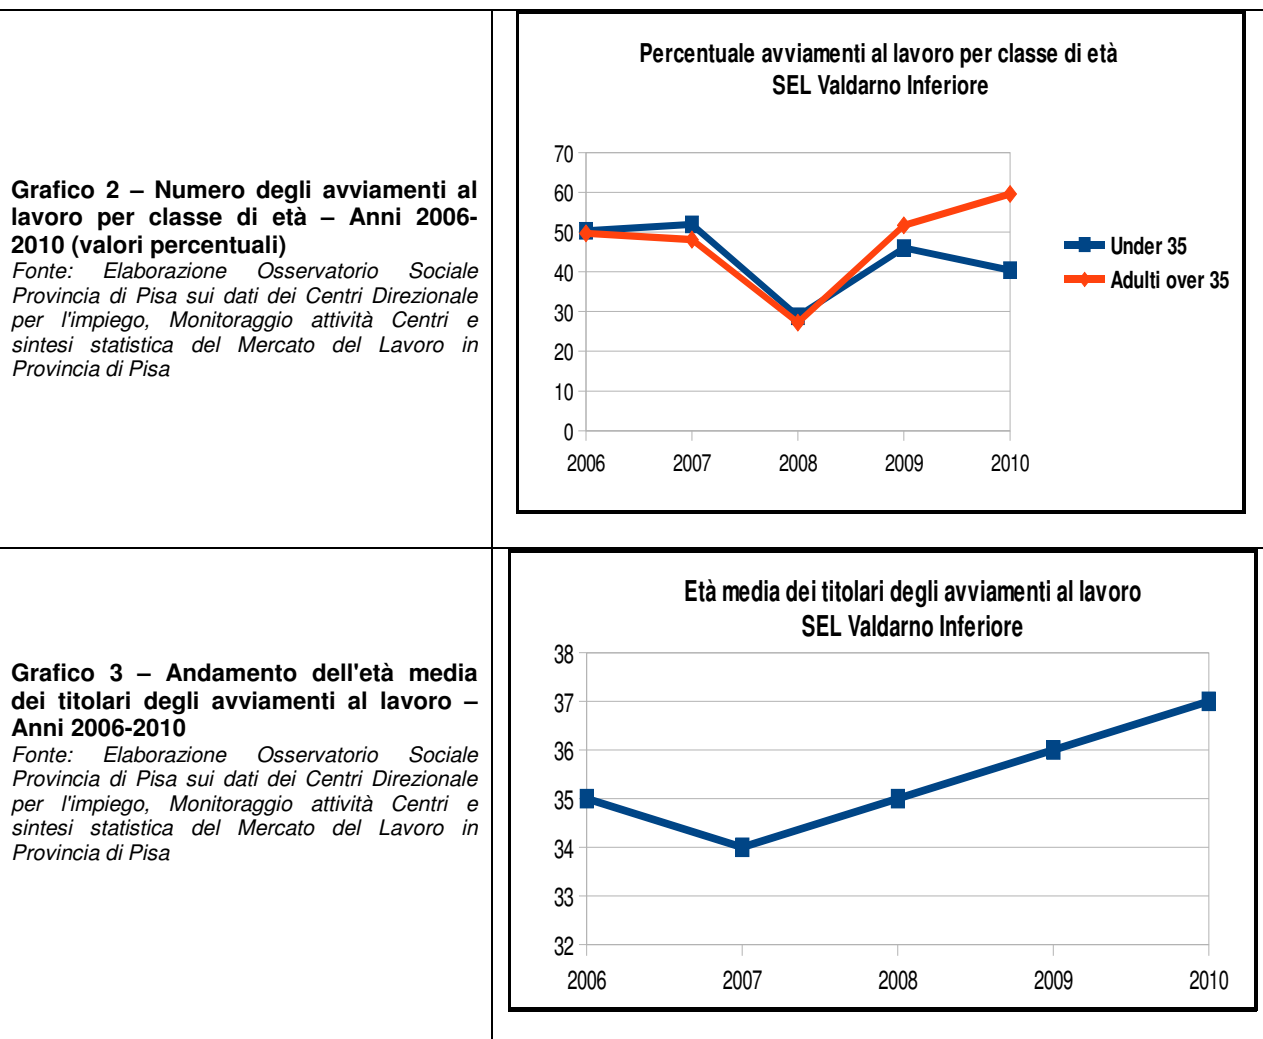 Grafico 2 – Numero degli avviamenti al
lavoro per classe di età – Anni 2006-
2010 (valori percentuali)
Fonte: Elaborazione Osservatorio Sociale
Provincia di Pisa sui dati dei Centri Direzionale
per l'impiego, Monitoraggio attività Centri e
sintesi statistica del Mercato del Lavoro in
Provincia di Pisa
Percentuale avviamenti al lavoro per classe di età
SEL Valdarno Inferiore
70
60
50
40
30
20
10
0
2006 2007 2008 2009 2010
Under 35
Adulti over 35
Grafico 3 – Andamento dell'età media
dei titolari degli avviamenti al lavoro –
Anni 2006-2010
Fonte: Elaborazione Osservatorio Sociale
Provincia di Pisa sui dati dei Centri Direzionale
per l'impiego, Monitoraggio attività Centri e
sintesi statistica del Mercato del Lavoro in
Provincia di Pisa
Età media dei titolari degli avviamenti al lavoro
SEL Valdarno Inferiore
38
37
36
35
34
33
32
2006 2007 2008 2009 2010